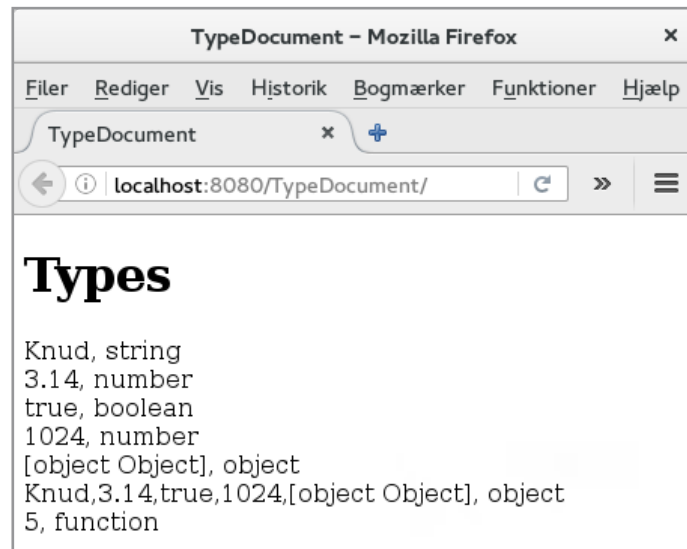 TypeDocument – Mozilla Firefox ×
Filer Rediger Vis Historik Bogmærker Funktioner Hjælp
TypeDocument ×
localhost:8080/TypeDocument/
Types
Knud, string
3.14, number
true, boolean
1024, number
[object Object], object
Knud,3.14,true,1024,[object Object], object
5, function